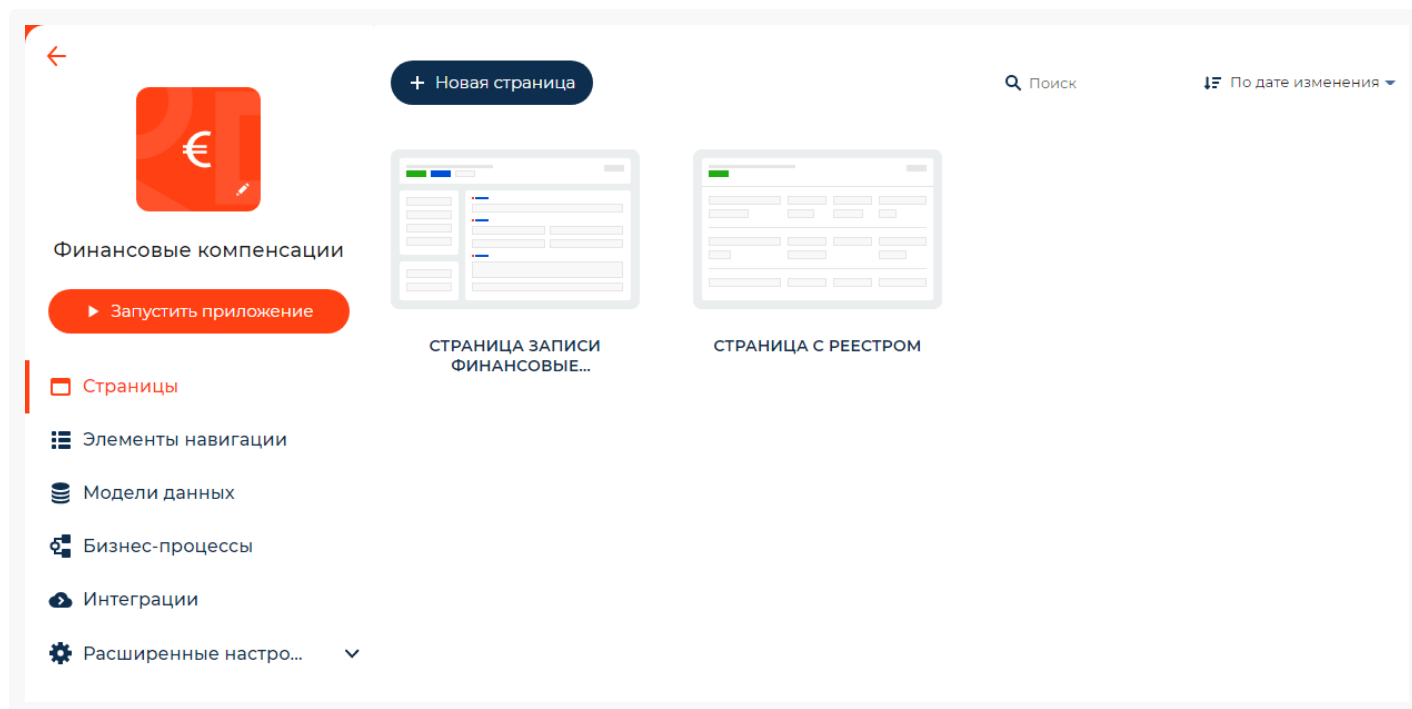 + Новая страница
Поиск
По дате изменения
€
Финансовые компенсации
Запустить приложение
Страницы
Элементы навигации
Модели данных
Бизнес-процессы
Интеграции
Расширенные настро...
СТРАНИЦА ЗАПИСИ
ФИНАНСОВЫЕ...
СТРАНИЦА С РЕЕСТРОМ